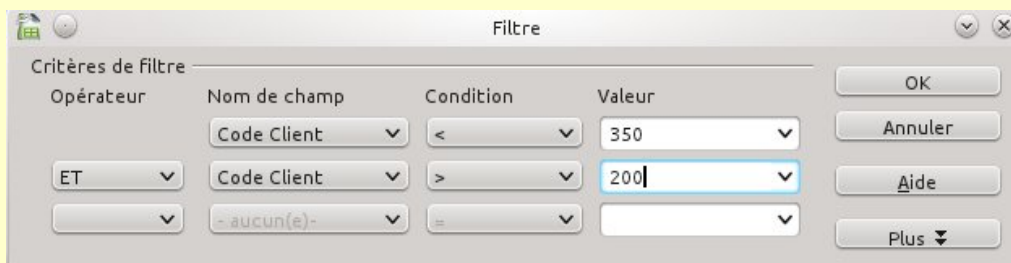 Filtre
Critères de filtre
Opérateur Nom de champ Condition Valeur
Code Client < 350
ET Code Client > 200
- aucun(e)- =
OK
Annuler
Aide
Plus